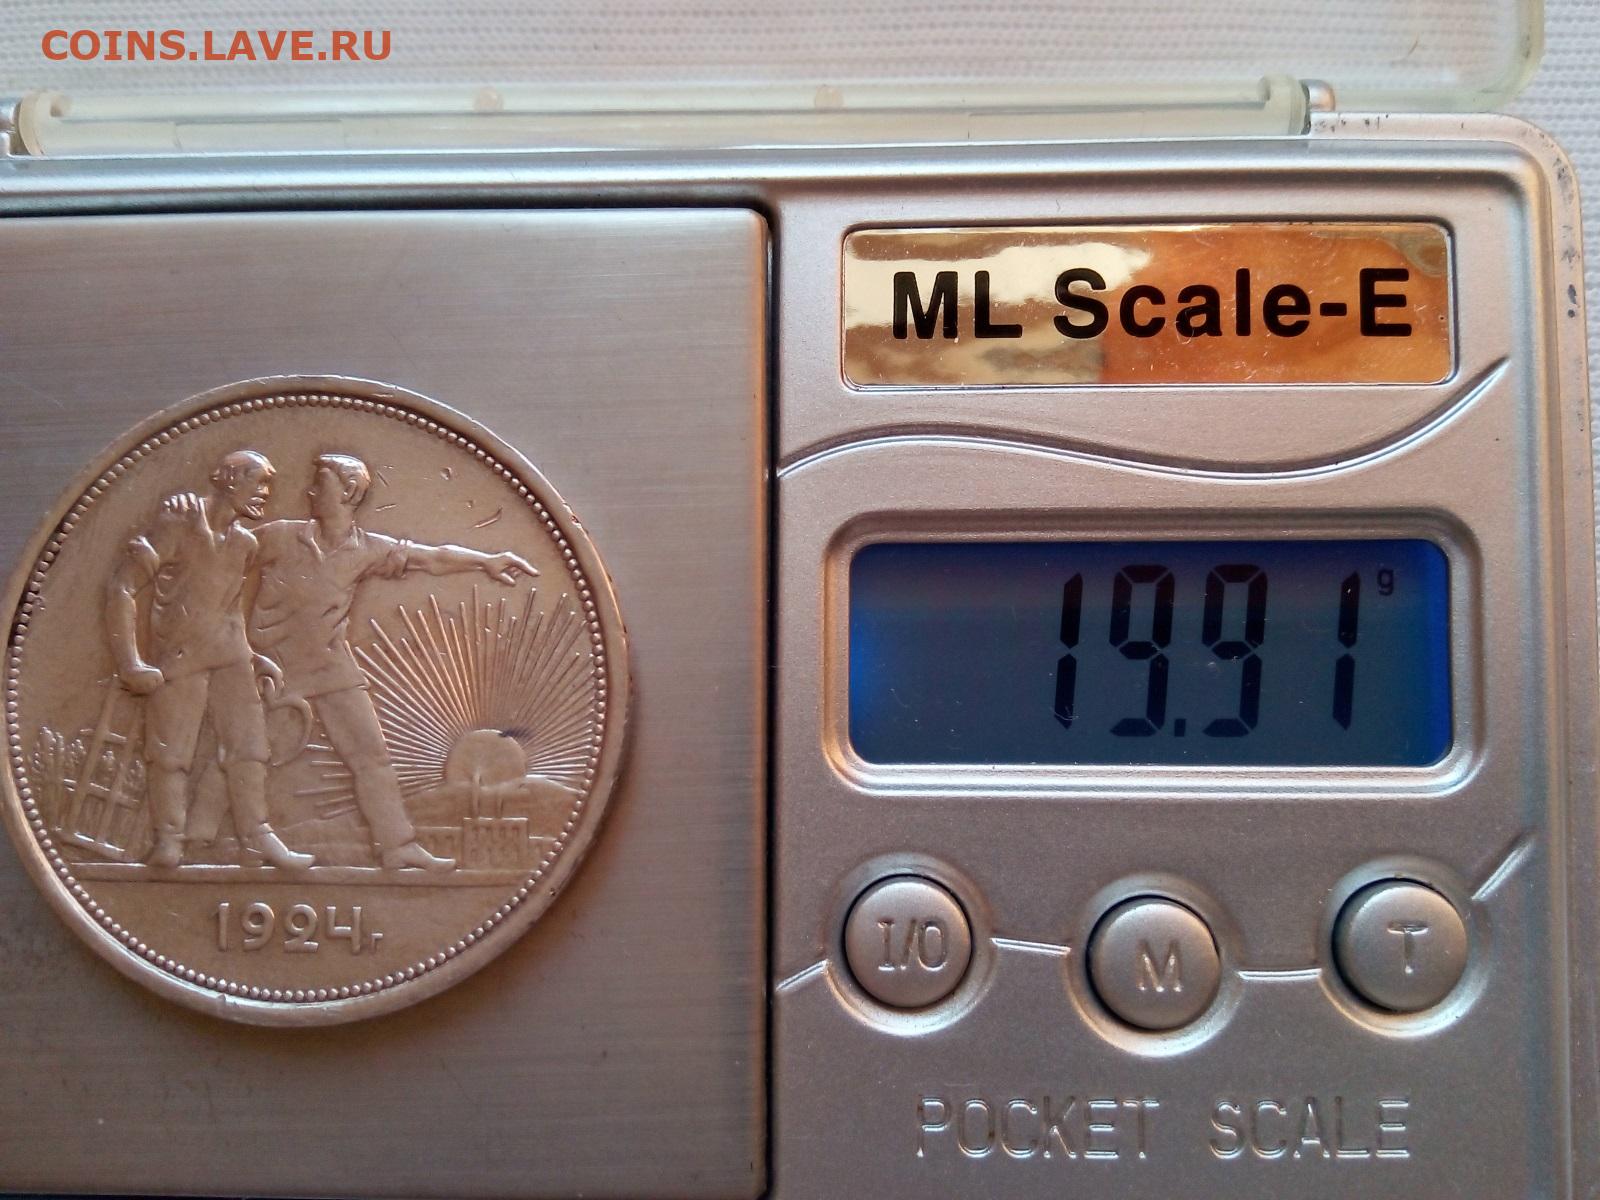 COINS.LAVE.RU
ML Scale-E
19.91 g
1924г
I/O
M
T
POCKET SCALE